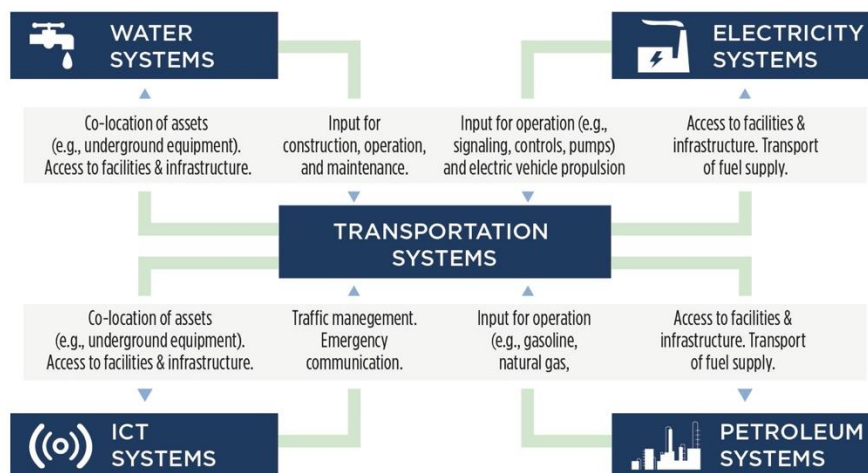 WATER
SYSTEMS
ELECTRICITY
SYSTEMS
Co-location of assets
(e.g., underground equipment).
Access to facilities & infrastructure.
Input for
construction, operation,
and maintenance.
Input for operation (e.g.,
signaling, controls, pumps)
and electric vehicle propulsion
Access to facilities &
infrastructure. Transport
of fuel supply.
TRANSPORTATION
SYSTEMS
Co-location of assets
(e.g., underground equipment).
Access to facilities & infrastructure.
Traffic manegement.
Emergency
communication.
Input for operation
(e.g., gasoline,
natural gas,
Access to facilities &
infrastructure. Transport
of fuel supply.
ICT
SYSTEMS
PETROLEUM
SYSTEMS